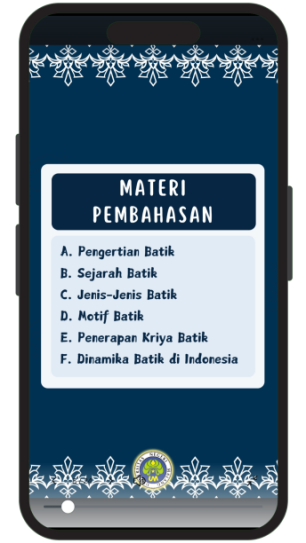 MATERI
PEMBAHASAN
A. Pengertian Batik
B. Sejarah Batik
C. Jenis-Jenis Batik
D. Motif Batik
E. Penerapan Kriya Batik
F. Dinamika Batik di Indonesia